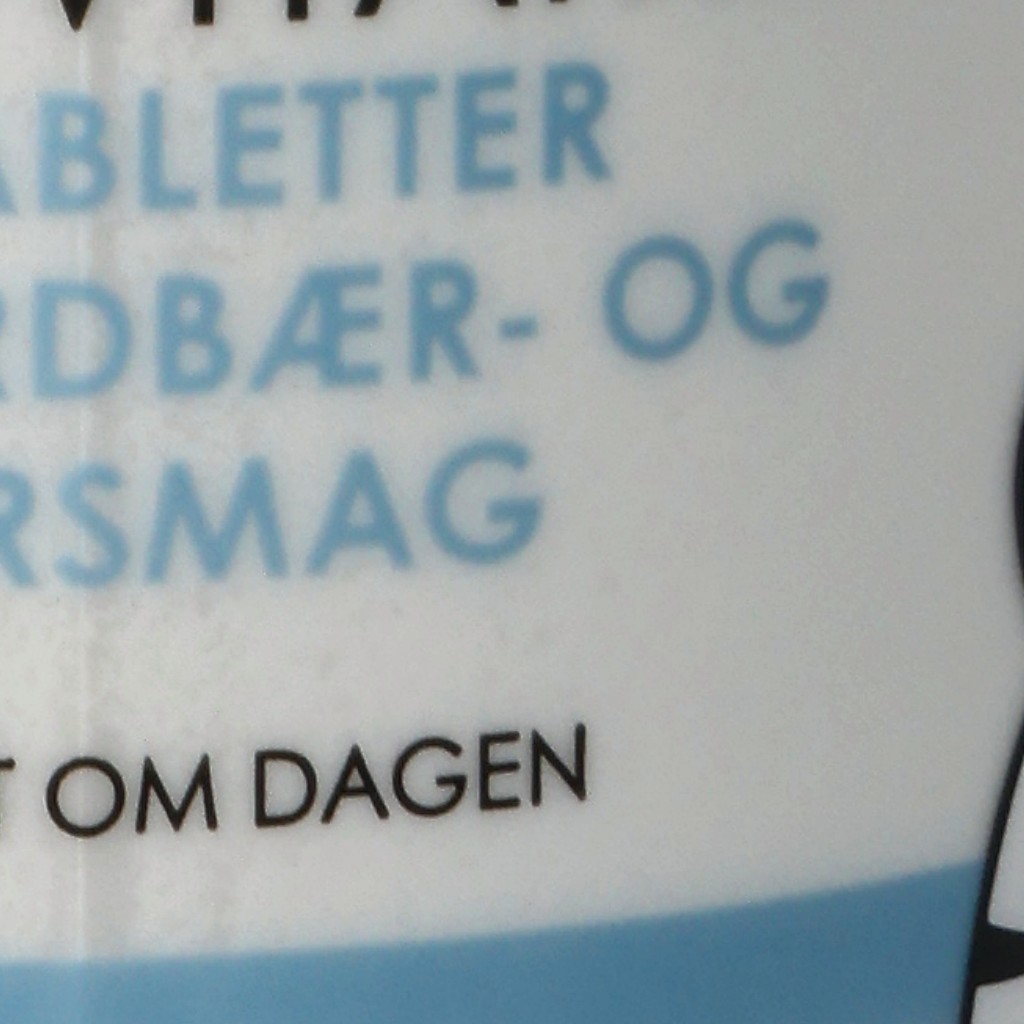 ABLETTER
RDBÆR- OG
RSMAG
T OM DAGEN